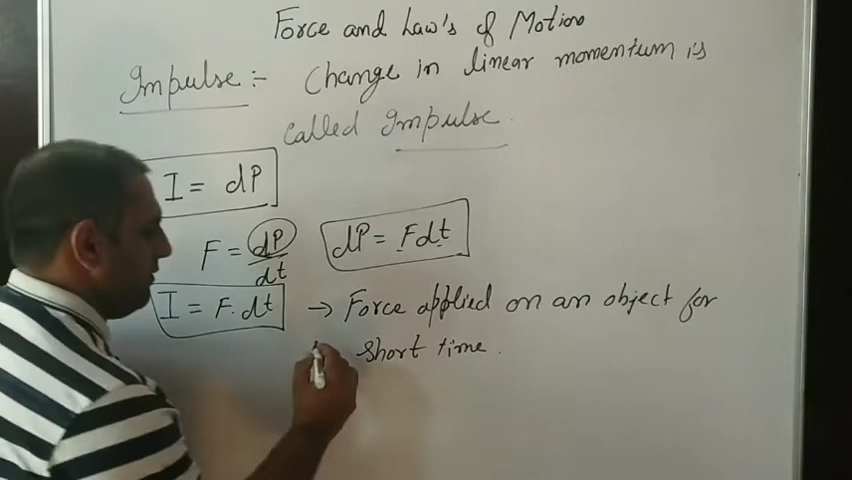 Force and Law's of Motion
Impulse :- Change in linear momentum is
called Impulse.
I = dP
F = dP/dt dP = Fdt
I = F.dt → Force applied on an object for
short time.